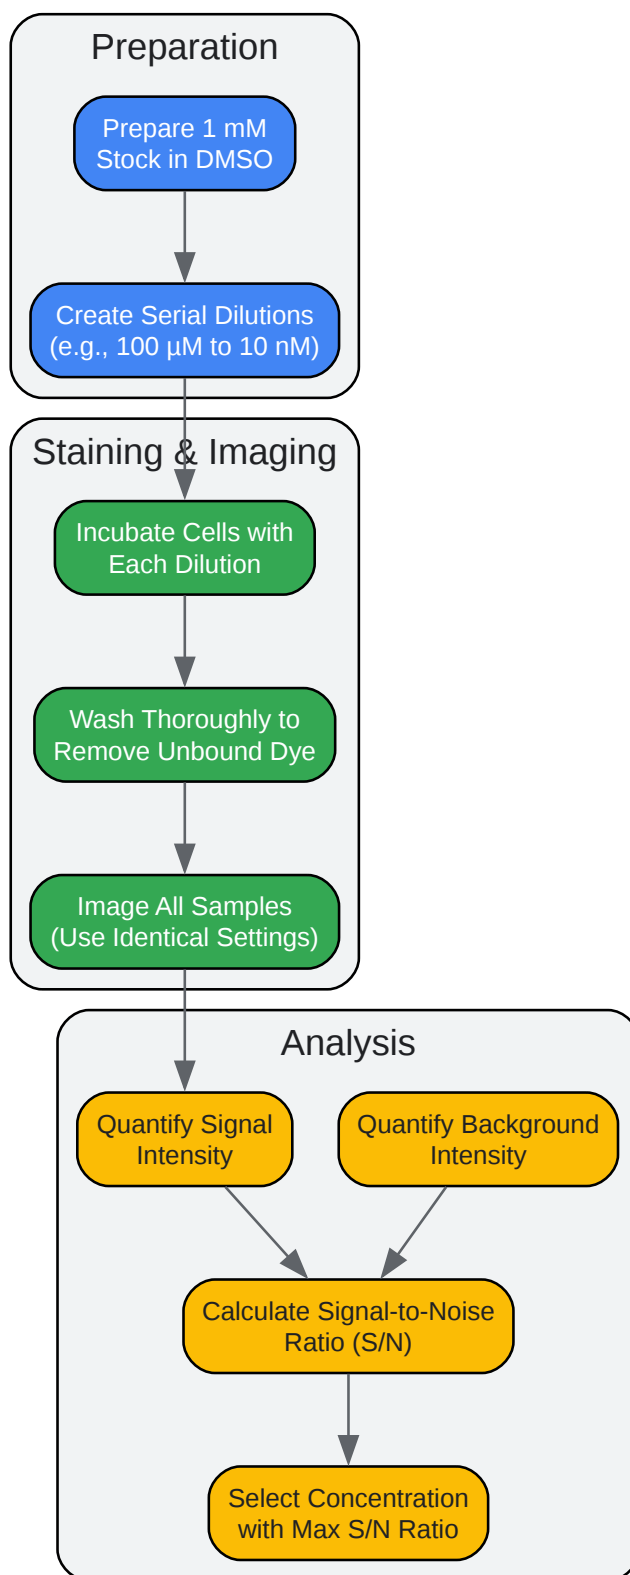 Preparation
Prepare 1 mM
Stock in DMSO
Create Serial Dilutions
(e.g., 100 µM to 10 nM)
Staining & Imaging
Incubate Cells with
Each Dilution
Wash Thoroughly to
Remove Unbound Dye
Image All Samples
(Use Identical Settings)
Analysis
Quantify Signal
Intensity
Quantify Background
Intensity
Calculate Signal-to-Noise
Ratio (S/N)
Select Concentration
with Max S/N Ratio